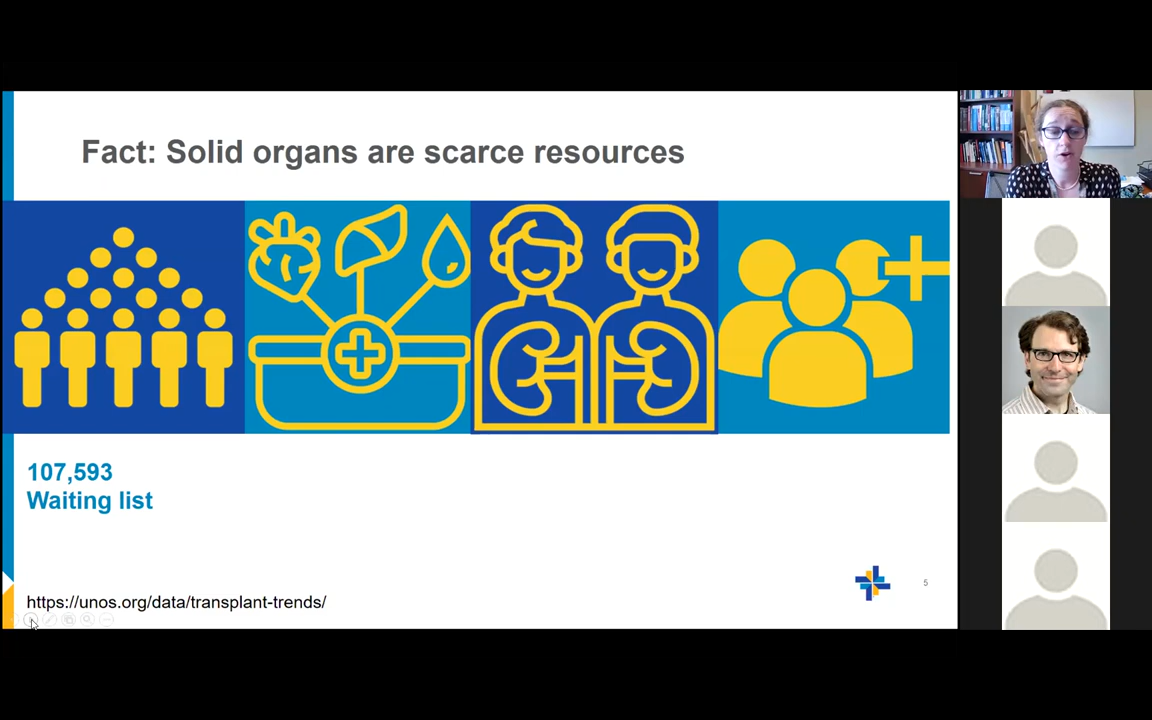 Fact: Solid organs are scarce resources
107,593
Waiting list
https://unos.org/data/transplant-trends/
5